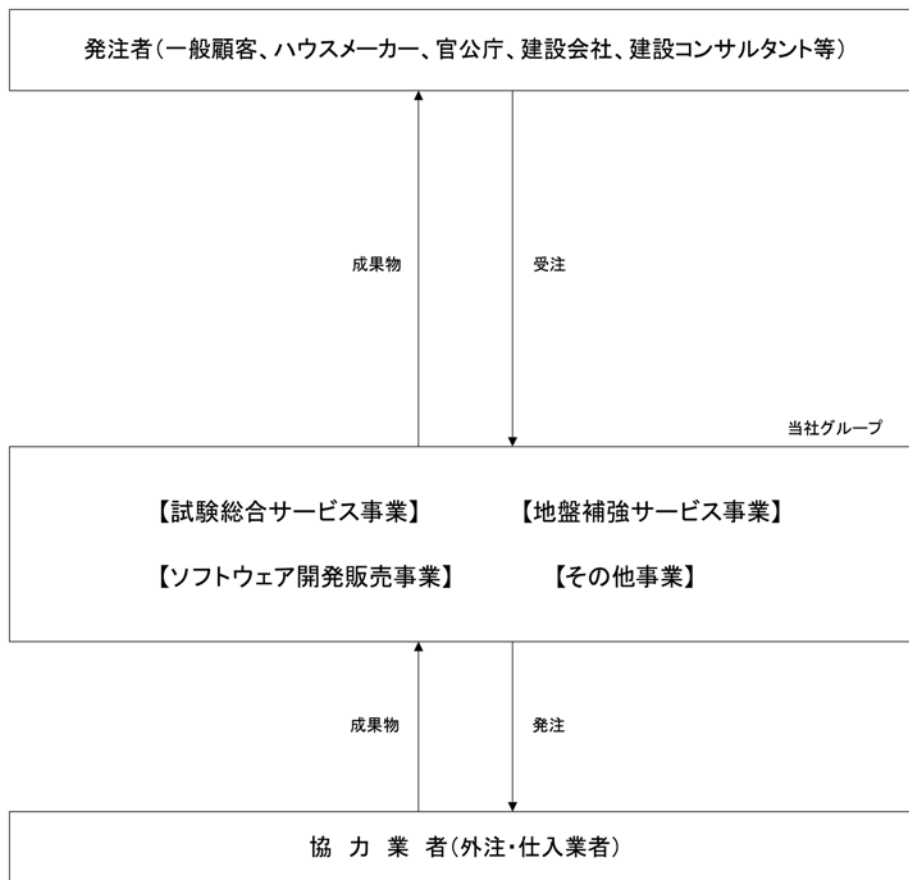 発注者(一般顧客、ハウスメーカー、官公庁、建設会社、建設コンサルタント等)
成果物
受注
当社グループ
【試験総合サービス事業】 【地盤補強サービス事業】
【ソフトウェア開発販売事業】 【その他事業】
成果物
発注
協 力 業 者(外注・仕入業者)